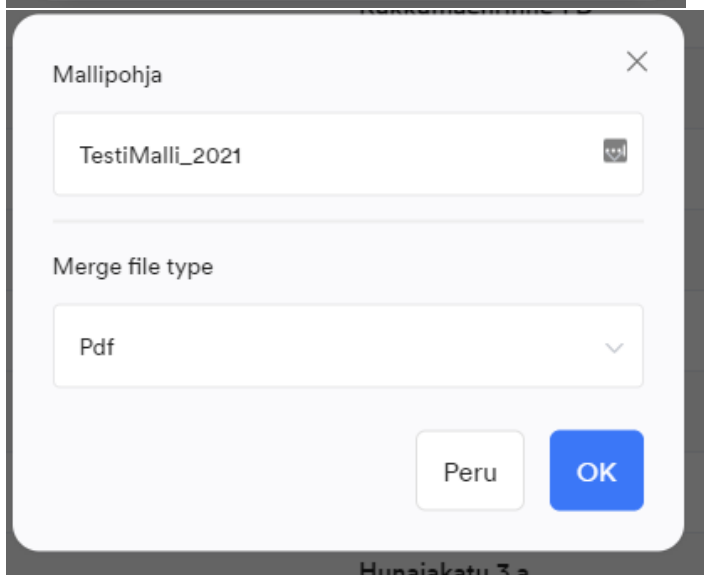 Mallipohja
TestiMalli_2021
Merge file type
Pdf
Peru
OK
Hunajakatu 3 a